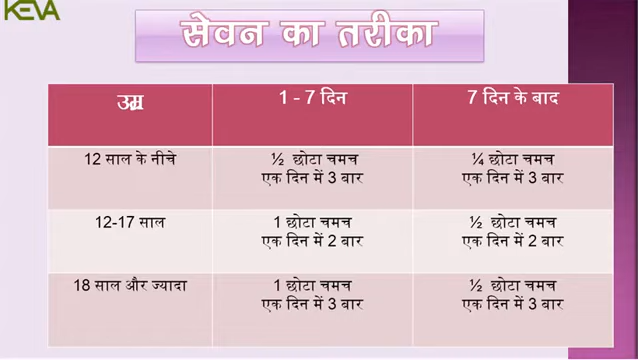 KEVA
सेवन का तरीका
उम्र
1 - 7 दिन
7 दिन के बाद
12 साल के नीचे
½ छोटा चमच
एक दिन में 3 बार
¼ छोटा चमच
एक दिन में 3 बार
12-17 साल
1 छोटा चमच
एक दिन में 2 बार
½ छोटा चमच
एक दिन में 2 बार
18 साल और ज्यादा
1 छोटा चमच
एक दिन में 3 बार
½ छोटा चमच
एक दिन में 3 बार